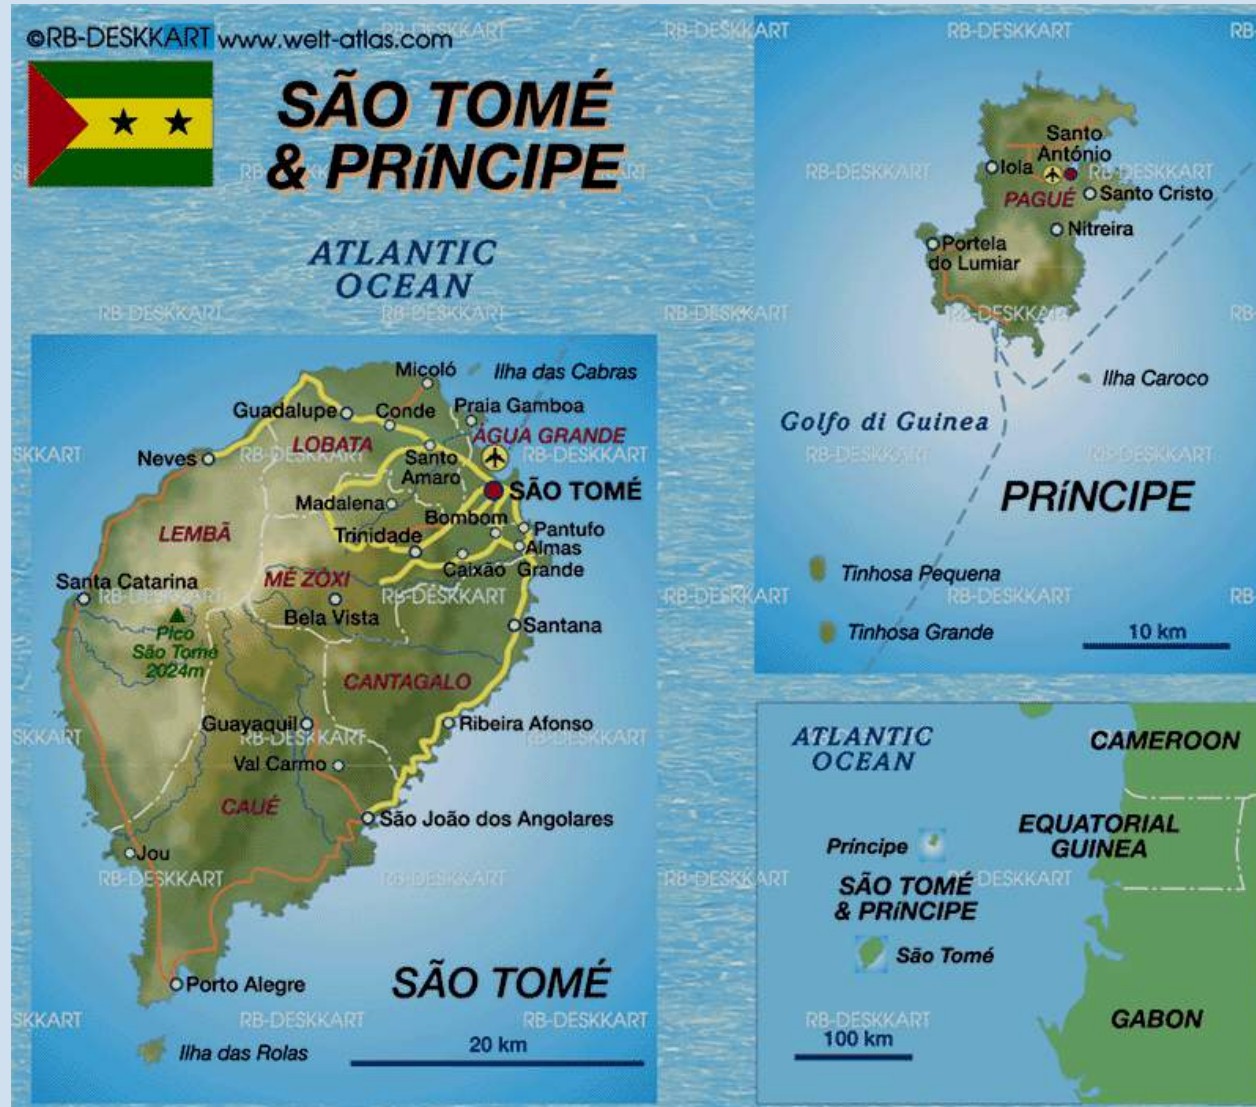 ©RB-DESKKART www.welt-atlas.com
SÃO TOMÉ
& PRíNCIPE
ATLANTIC
OCEAN
Micoló
Ilha das Cabras
Guadalupe
Conde
Praia Gamboa
LOBATA
ÀGUA GRANDE
Neves
Santo
Amaro
SÃO TOMÉ
Madalena
Bombom
LEMBÃ
Trinidade
Pantufo
Almas
Caixão Grande
MÉ ZÓXI
Santa Catarina
Bela Vista
Pico
São Tomé
2024m
Santana
CANTAGALO
Guayaquil
Ribeira Afonso
Val Carmo
CAUÉ
São João dos Angolares
Jou
Porto Alegre
SÃO TOMÉ
Ilha das Rolas
20 km
Santo
António
Iola
PAGUÉ
Santo Cristo
Nitreira
Portela
do Lumiar
Ilha Caroco
Golfo di Guinea
PRíNCIPE
Tinhosa Pequena
Tinhosa Grande
10 km
ATLANTIC
OCEAN
CAMEROON
EQUATORIAL
GUINEA
Príncipe
SÃO TOMÉ
& PRíNCIPE
São Tomé
GABON
100 km
RB-DESKKART